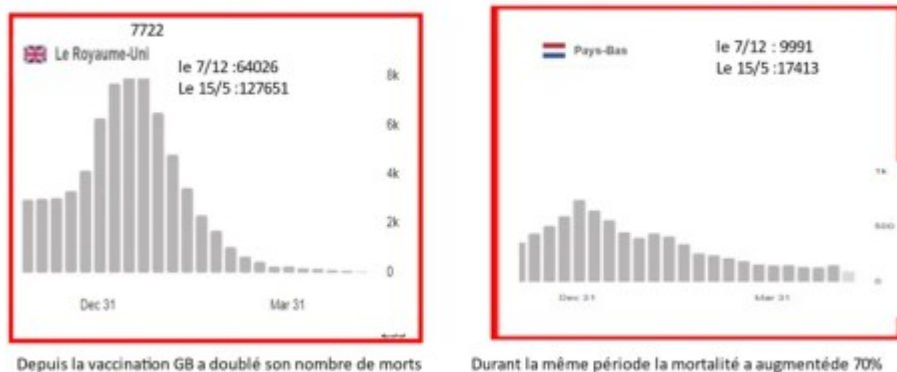 7722
Le Royaume-Uni
le 7/12 :64026
Le 15/5 :127651
8k
6k
4k
2k
0
Dec 31
Mar 31
Depuis la vaccination GB a doublé son nombre de morts
Pays-Bas
le 7/12 : 9991
Le 15/5 :17413
1k
500
0
Dec 31
Mar 31
Durant la même période la mortalité a augmentéde 70%